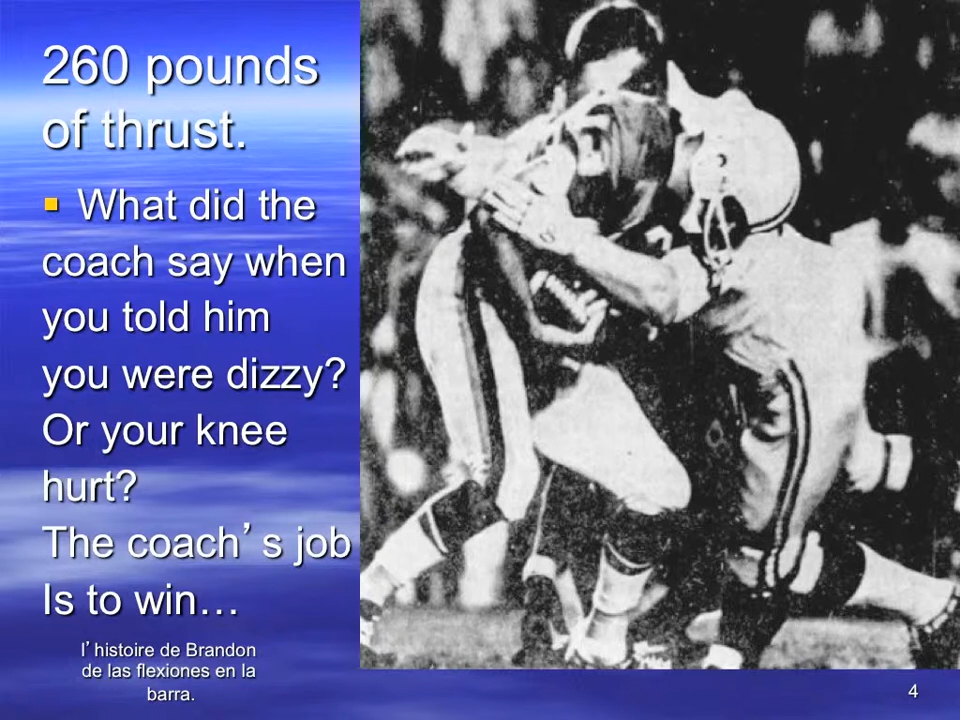 260 pounds
of thrust.
▪ What did the
coach say when
you told him
you were dizzy?
Or your knee
hurt?
The coach’s job
Is to win…
l’histoire de Brandon
de las flexiones en la
barra.
4